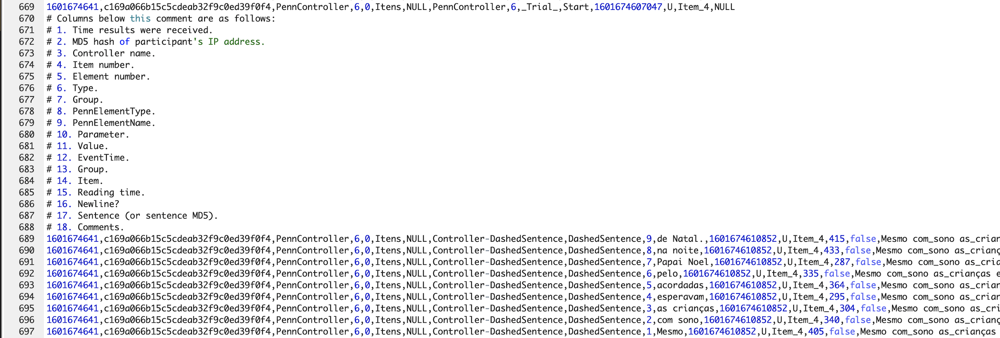 669 1601674641,c169a066b15c5cdeab32f9c0ed39f0f4,PennController,6,0,Itens,NULL,PennController,6,_Trial_,Start,1601674607047,U,Item_4,NULL
670 # Columns below this comment are as follows:
671 # 1. Time results were received.
672 # 2. MD5 hash of participant's IP address.
673 # 3. Controller name.
674 # 4. Item number.
675 # 5. Element number.
676 # 6. Type.
677 # 7. Group.
678 # 8. PennElementType.
679 # 9. PennElementName.
680 # 10. Parameter.
681 # 11. Value.
682 # 12. EventTime.
683 # 13. Group.
684 # 14. Item.
685 # 15. Reading time.
686 # 16. Newline?
687 # 17. Sentence (or sentence MD5).
688 # 18. Comments.
689 1601674641,c169a066b15c5cdeab32f9c0ed39f0f4,PennController,6,0,Itens,NULL,Controller-DashedSentence,DashedSentence,9,de Natal.,1601674610852,U,Item_4,415,false,Mesmo com_sono as_crian
690 1601674641,c169a066b15c5cdeab32f9c0ed39f0f4,PennController,6,0,Itens,NULL,Controller-DashedSentence,DashedSentence,8,na noite,1601674610852,U,Item_4,433,false,Mesmo com_sono as_crianç
691 1601674641,c169a066b15c5cdeab32f9c0ed39f0f4,PennController,6,0,Itens,NULL,Controller-DashedSentence,DashedSentence,7,Papai Noel,1601674610852,U,Item_4,287,false,Mesmo com_sono as_cria
692 1601674641,c169a066b15c5cdeab32f9c0ed39f0f4,PennController,6,0,Itens,NULL,Controller-DashedSentence,DashedSentence,6,pelo,1601674610852,U,Item_4,335,false,Mesmo com_sono as_crianças e
693 1601674641,c169a066b15c5cdeab32f9c0ed39f0f4,PennController,6,0,Itens,NULL,Controller-DashedSentence,DashedSentence,5,acordadas,1601674610852,U,Item_4,364,false,Mesmo com_sono as_crian
694 1601674641,c169a066b15c5cdeab32f9c0ed39f0f4,PennController,6,0,Itens,NULL,Controller-DashedSentence,DashedSentence,4,esperavam,1601674610852,U,Item_4,295,false,Mesmo com_sono as_crian
695 1601674641,c169a066b15c5cdeab32f9c0ed39f0f4,PennController,6,0,Itens,NULL,Controller-DashedSentence,DashedSentence,3,as crianças,1601674610852,U,Item_4,304,false,Mesmo com_sono as_cri
696 1601674641,c169a066b15c5cdeab32f9c0ed39f0f4,PennController,6,0,Itens,NULL,Controller-DashedSentence,DashedSentence,2,com sono,1601674610852,U,Item_4,340,false,Mesmo com_sono as_crianç
697 1601674641,c169a066b15c5cdeab32f9c0ed39f0f4,PennController,6,0,Itens,NULL,Controller-DashedSentence,DashedSentence,1,Mesmo,1601674610852,U,Item_4,405,false,Mesmo com_sono as_crianças